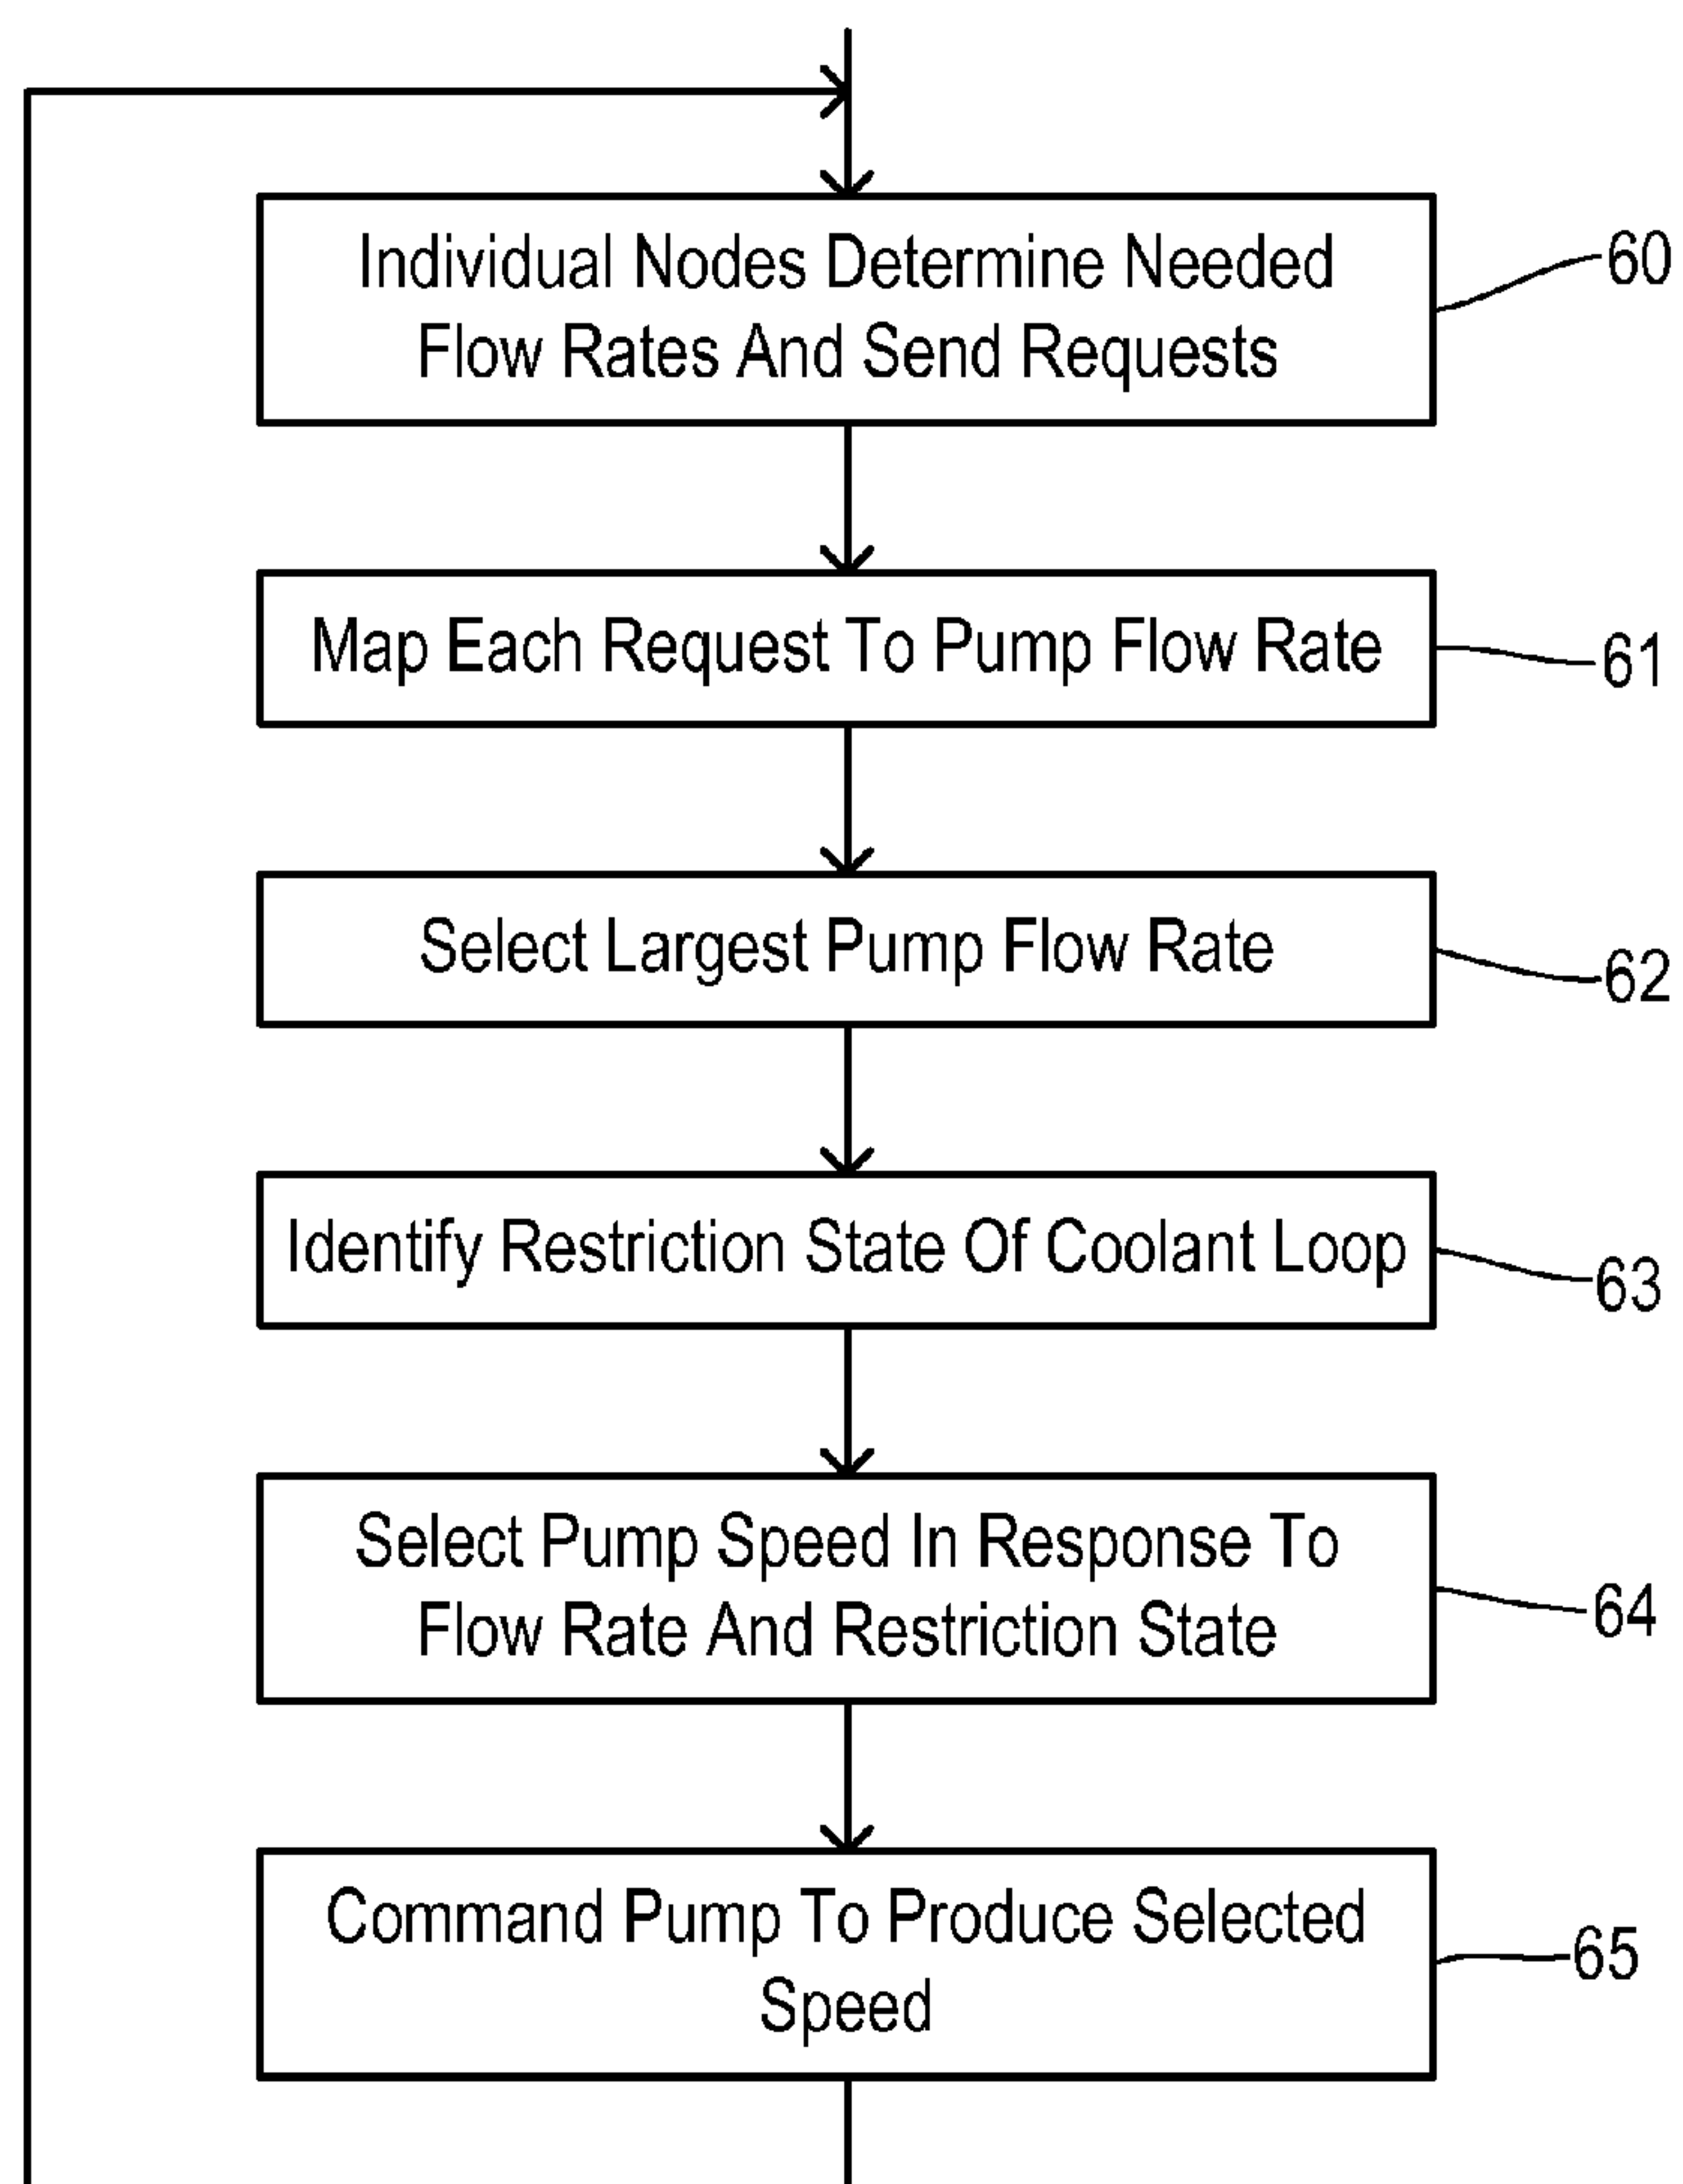 Individual Nodes Determine Needed
Flow Rates And Send Requests
60
Map Each Request To Pump Flow Rate
61
Select Largest Pump Flow Rate
62
Identify Restriction State Of Coolant Loop
63
Select Pump Speed In Response To
Flow Rate And Restriction State
64
Command Pump To Produce Selected
Speed
65